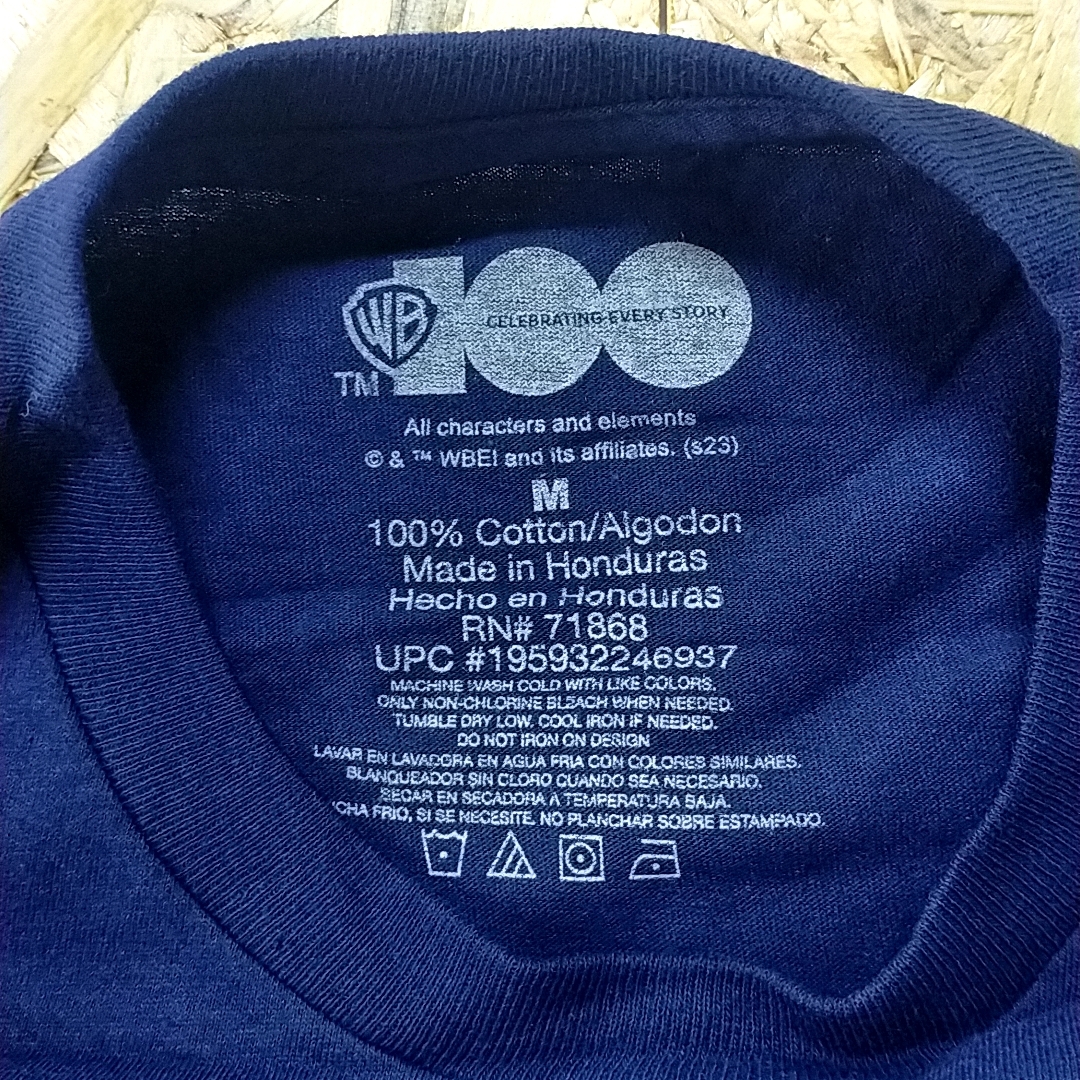 WB 100
CELEBRATING EVERY STORY
TM
All characters and elements
© & ™ WBEI and its affiliates. (s23)
M
100% Cotton/Algodon
Made in Honduras
Hecho en Honduras
RN# 71868
UPC #195932246937
MACHINE WASH COLD WITH LIKE COLORS.
ONLY NON-CHLORINE BLEACH WHEN NEEDED.
TUMBLE DRY LOW. COOL IRON IF NEEDED.
DO NOT IRON ON DESIGN
LAVAR EN LAVADORA EN AGUA FRIA CON COLORES SIMILARES.
BLANQUEADOR SIN CLORO CUANDO SEA NECESARIO.
SECAR EN SECADORA A TEMPERATURA BAJA.
FRIO, SI SE NECESITE. NO PLANCHAR SOBRE ESTAMPADO.